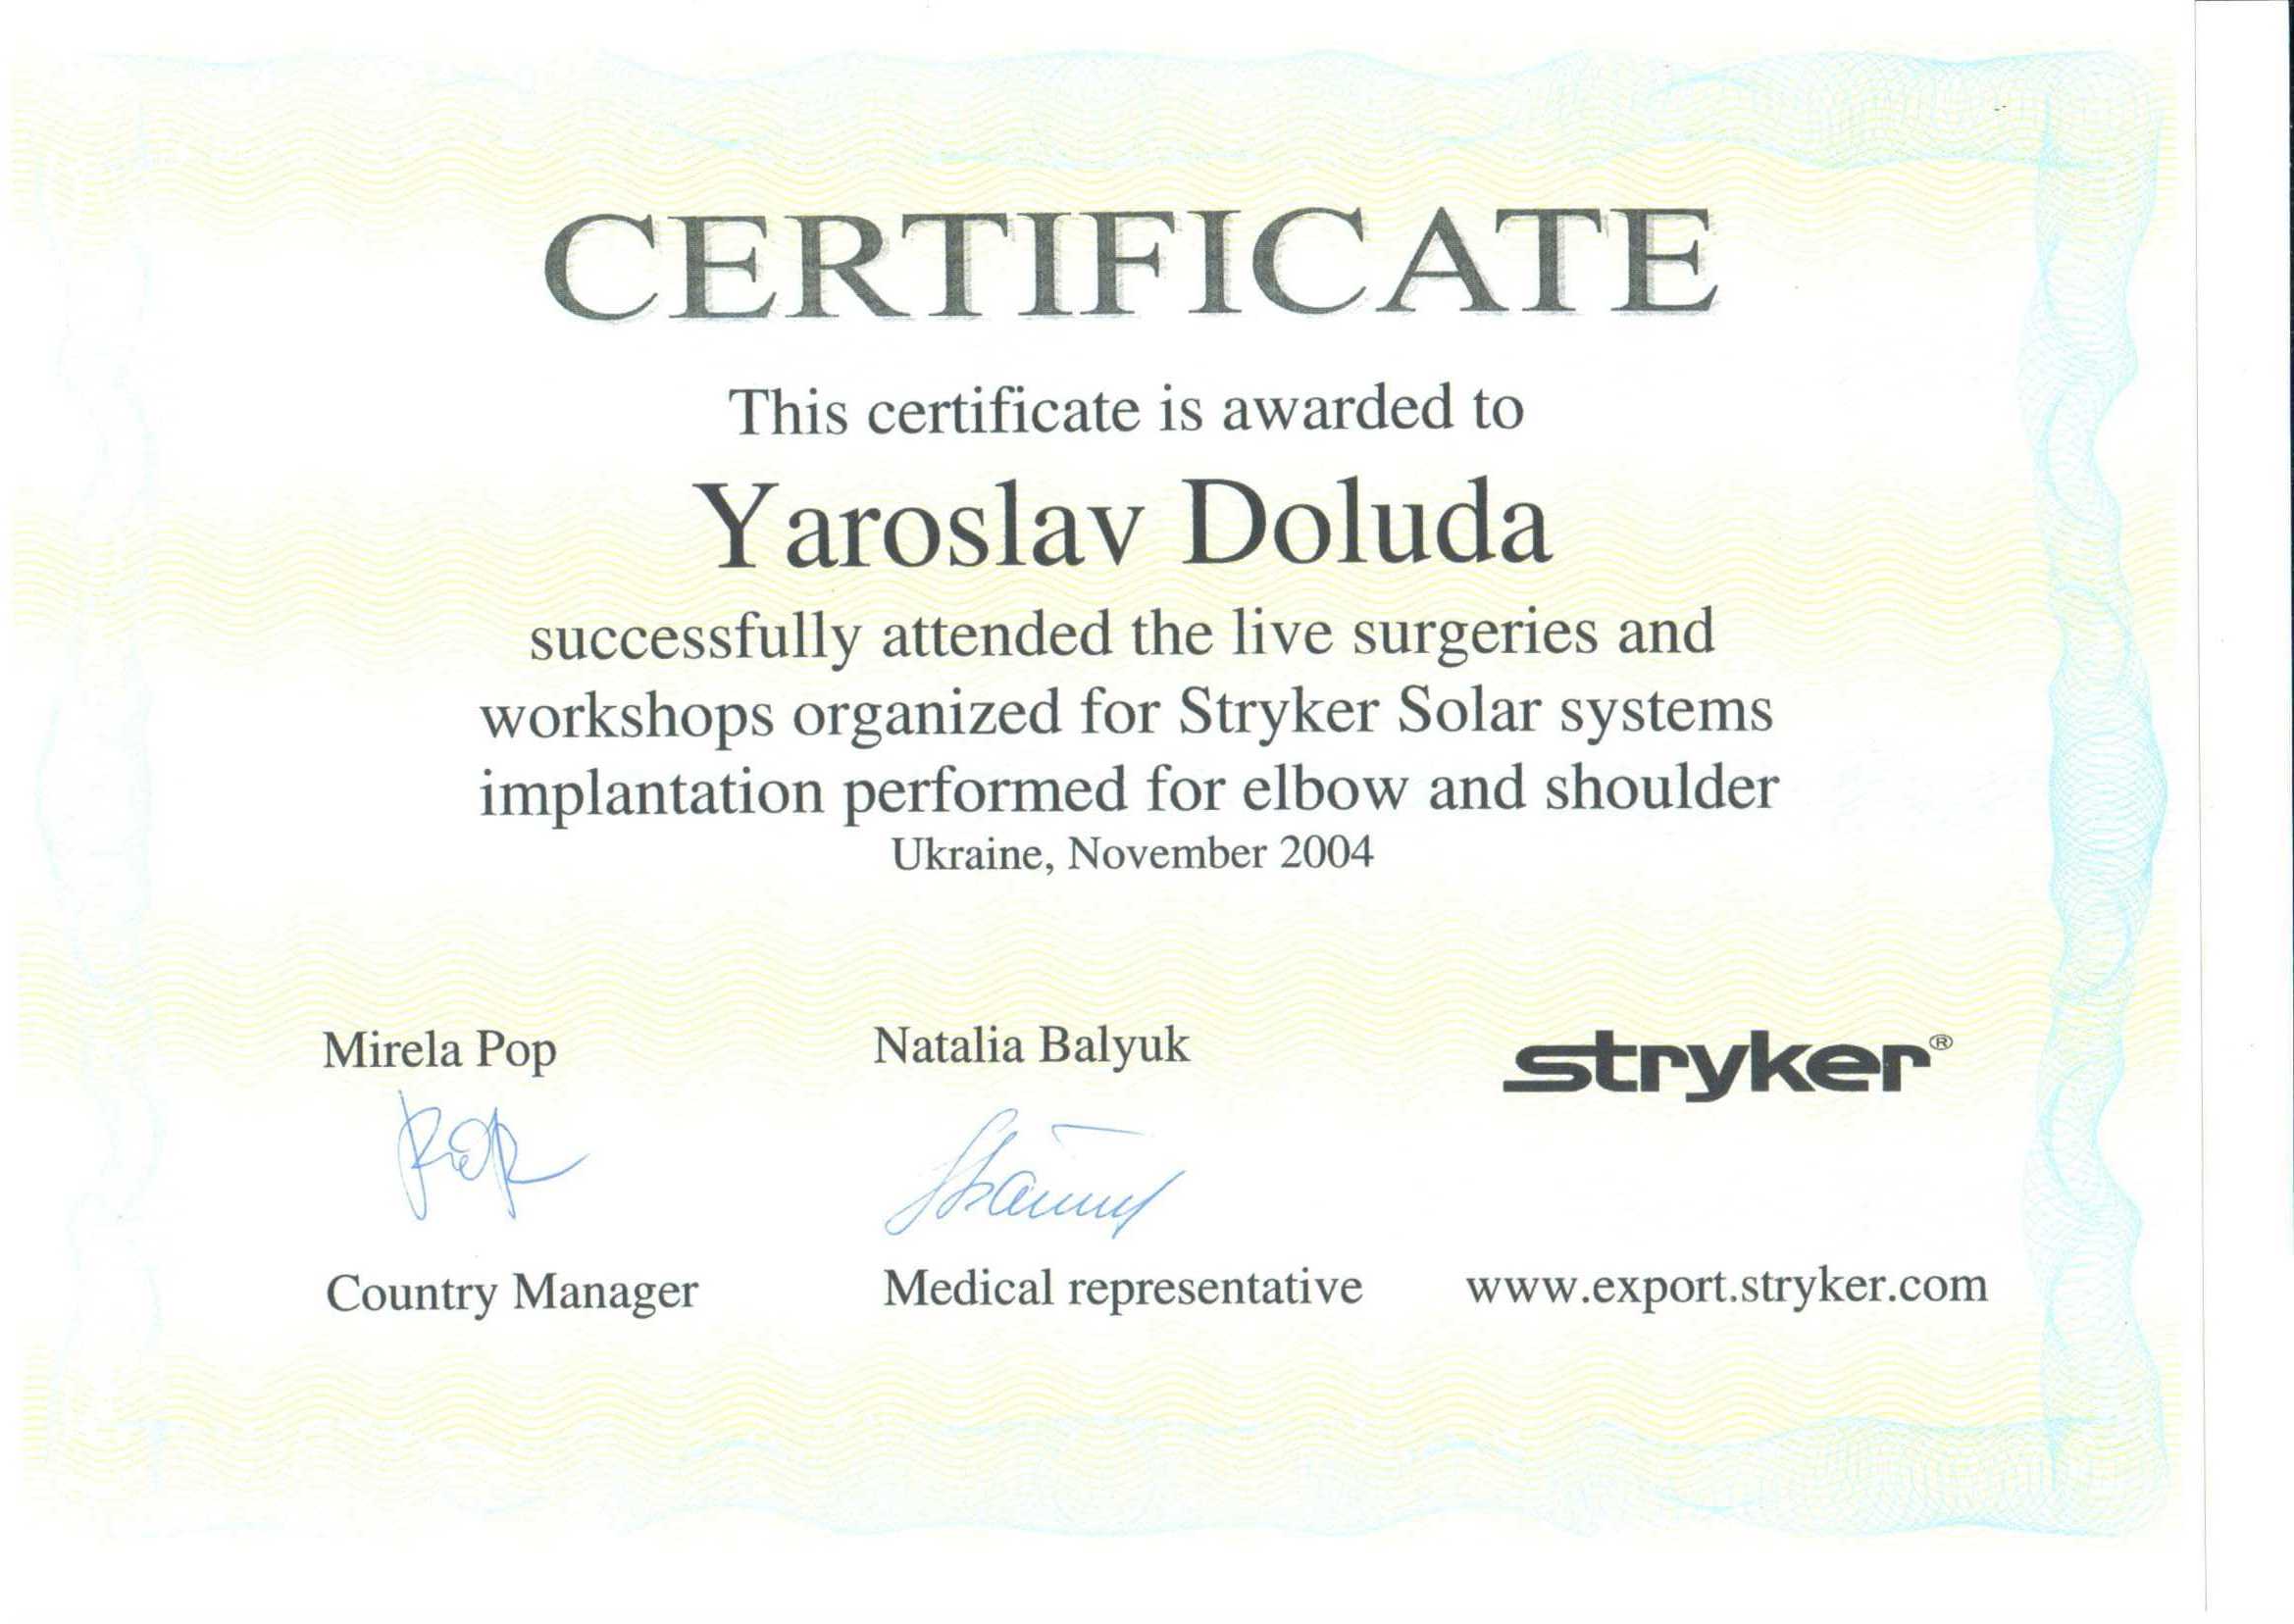 CERTIFICATE
This certificate is awarded to
Yaroslav Doluda
successfully attended the live surgeries and
workshops organized for Stryker Solar systems
implantation performed for elbow and shoulder
Ukraine, November 2004
Mirela Pop
Natalia Balyuk
stryker®
Country Manager
Medical representative
www.export.stryker.com